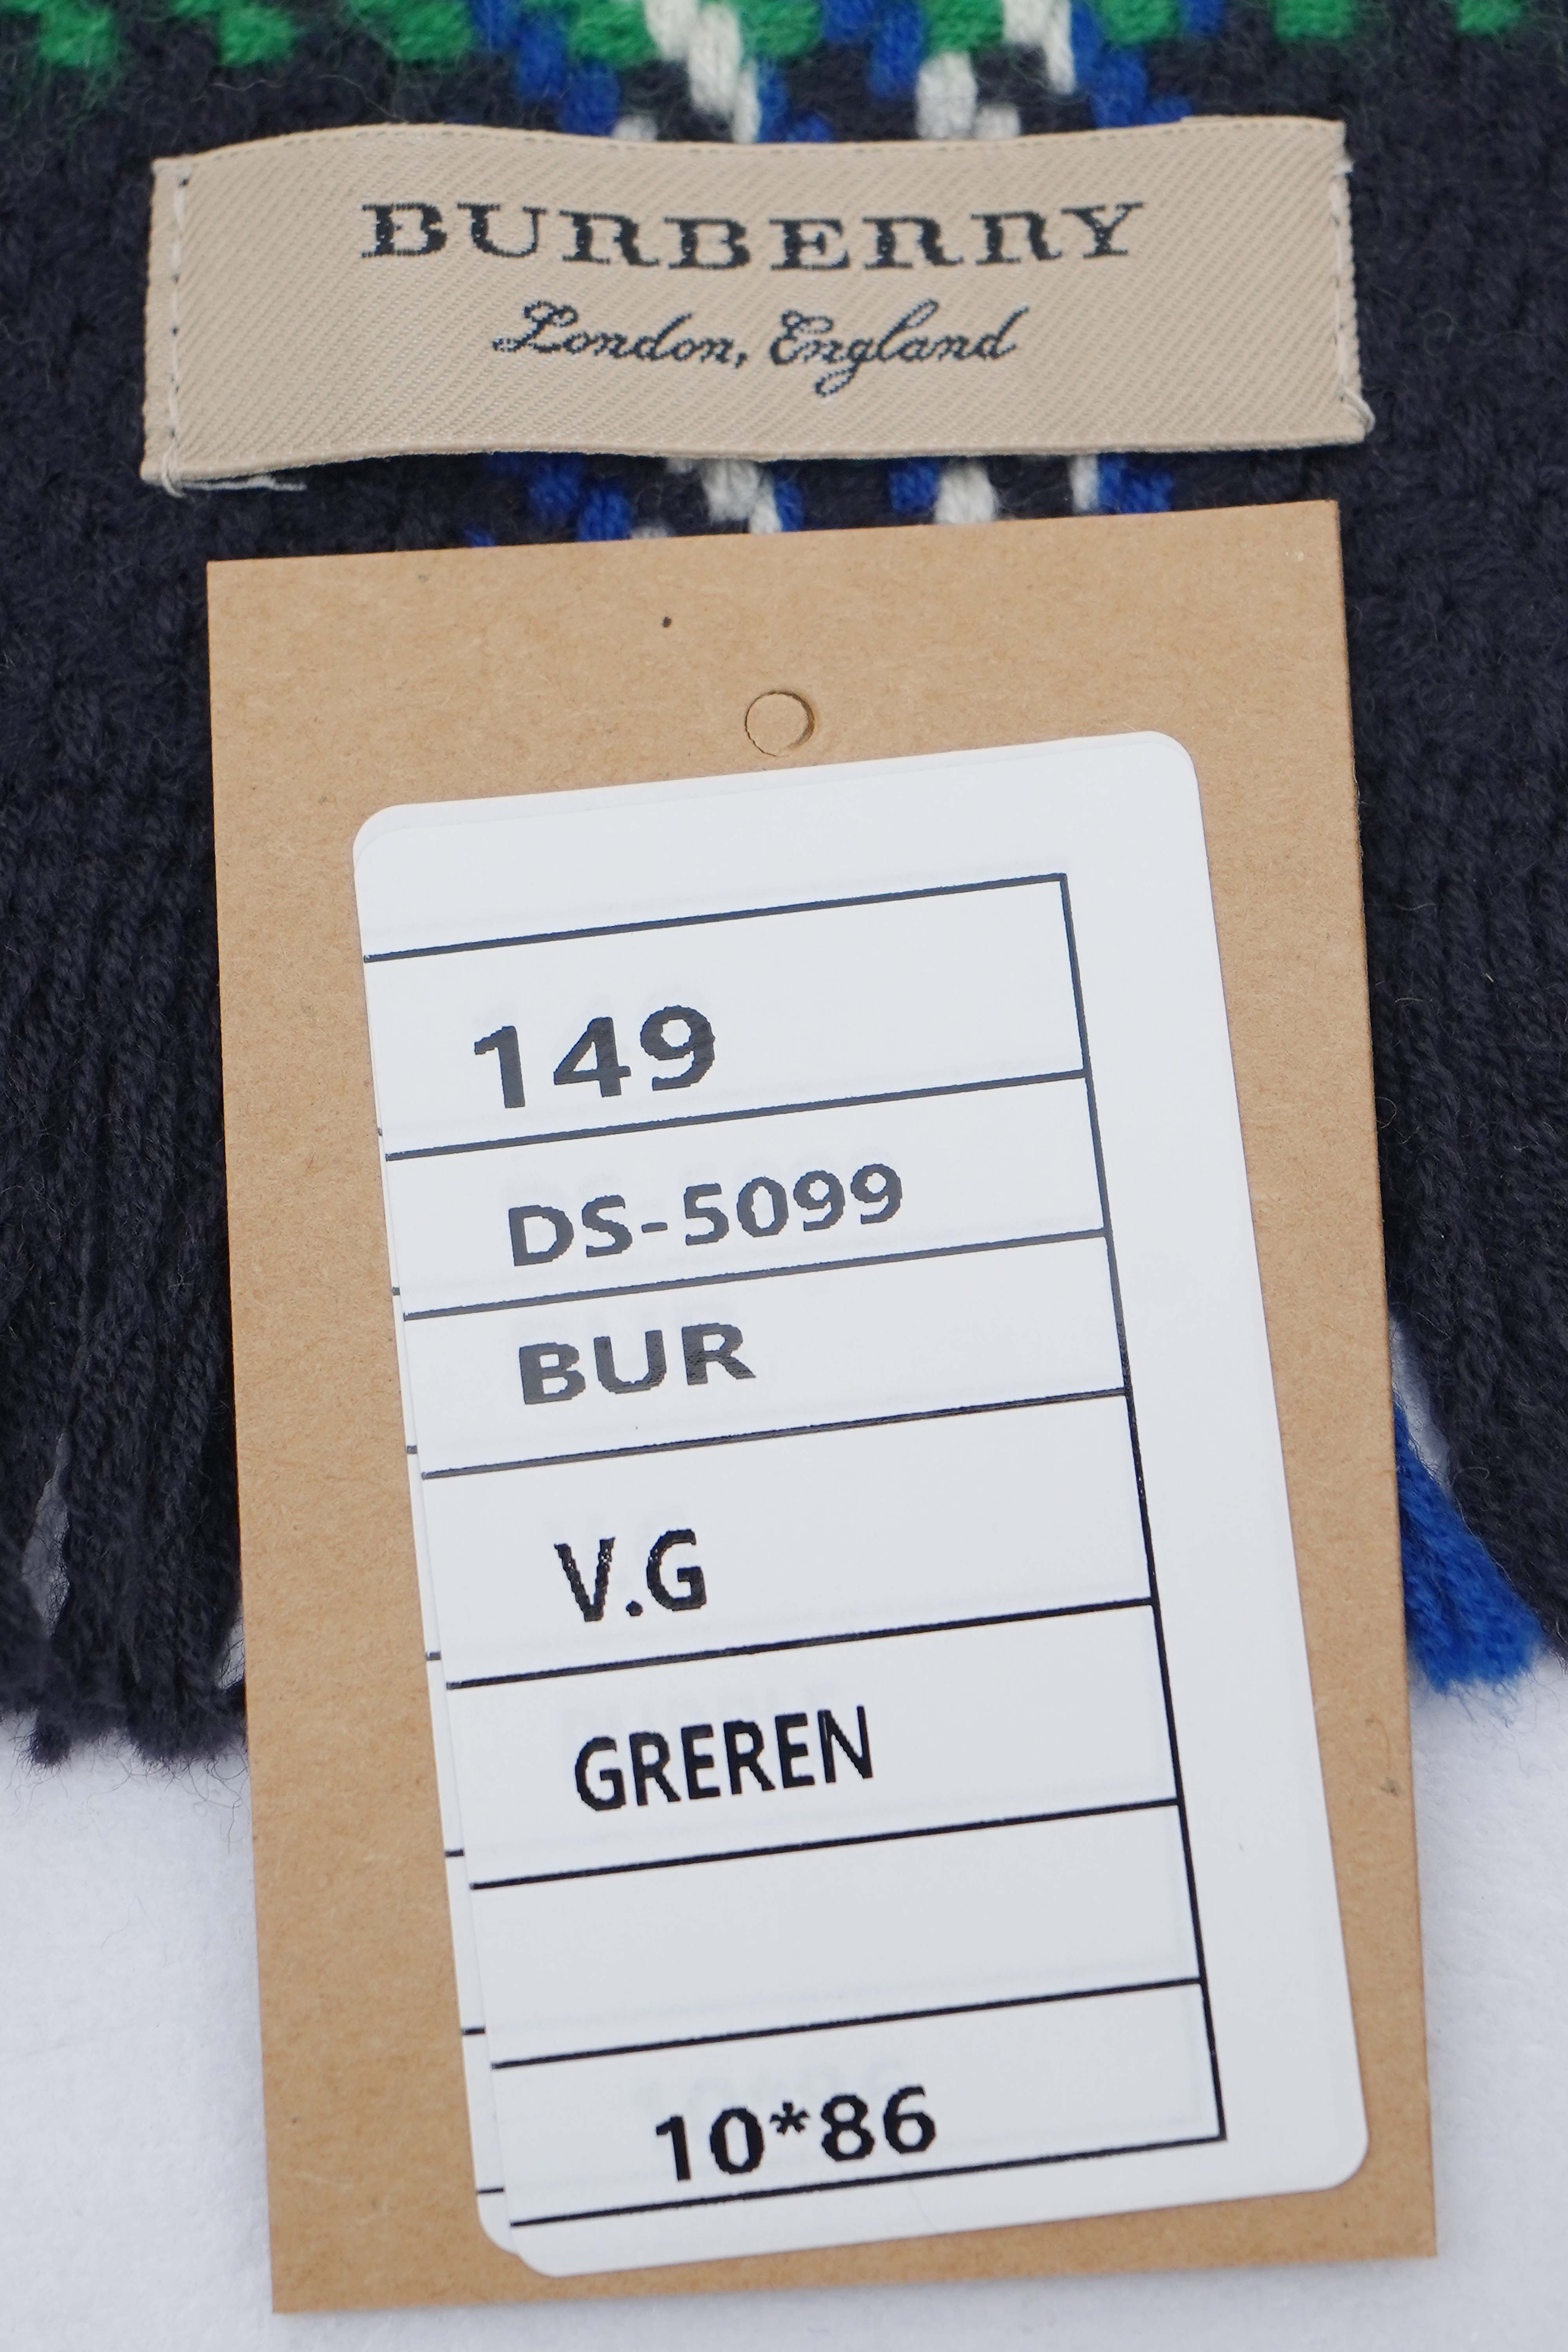 BURBERRY
London, England
149
DS-5099
BUR
V.G
GREREN
10*86